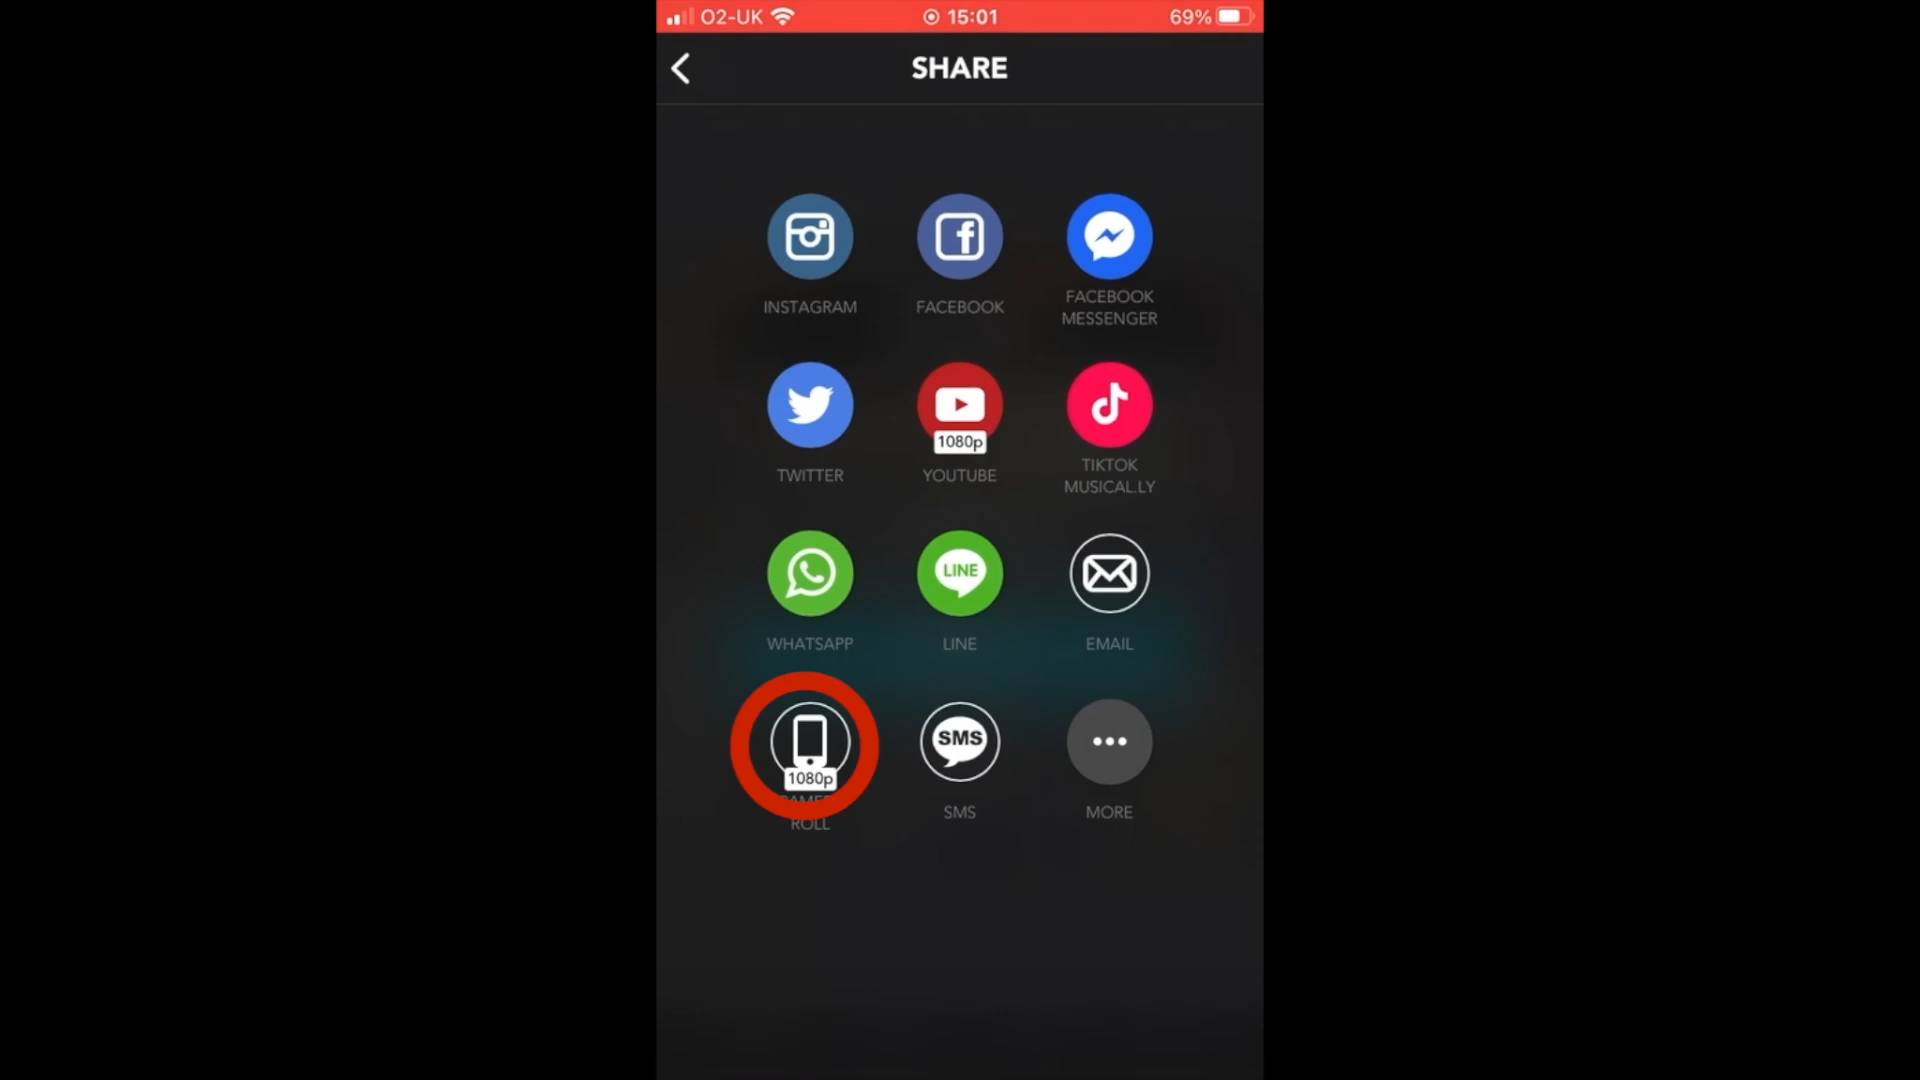 O2-UK 15:01 69%
SHARE
INSTAGRAM FACEBOOK FACEBOOK
MESSENGER
1080p
TWITTER YOUTUBE TIKTOK
MUSICAL.LY
LINE
WHATSAPP LINE EMAIL
SMS
1080p
ROLL SMS MORE